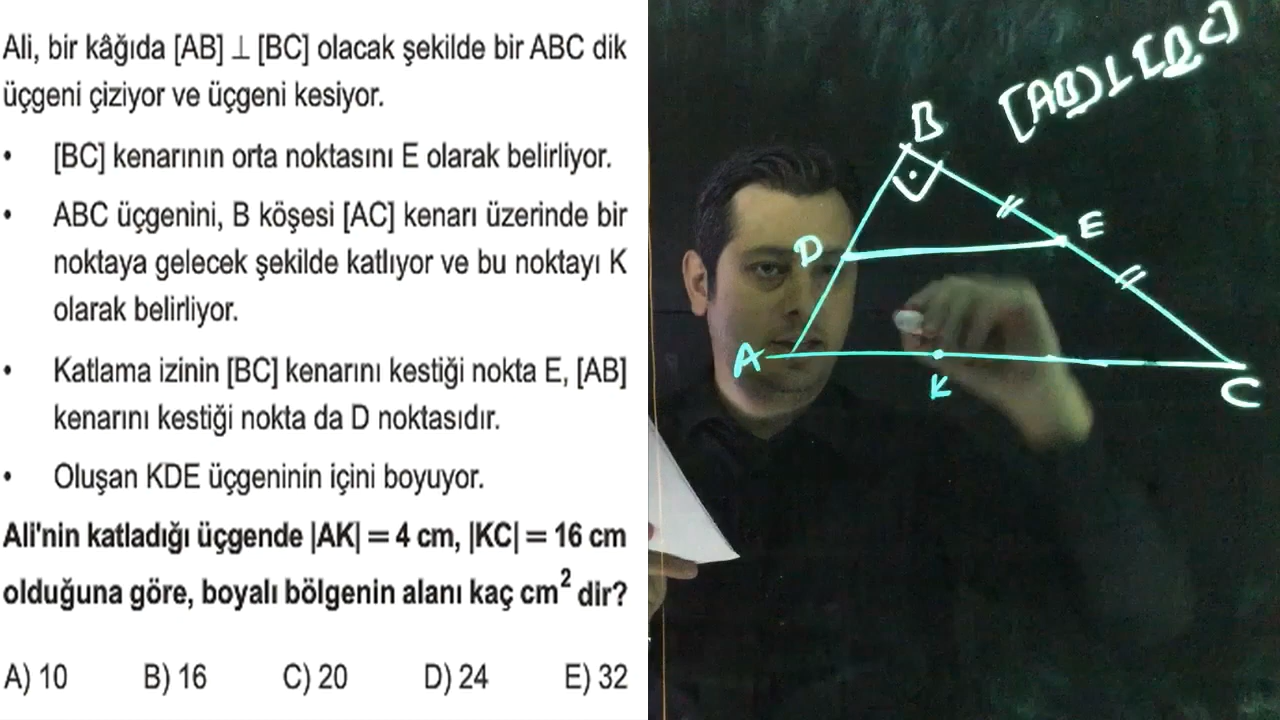 Ali, bir kâğıda [AB] ⊥ [BC] olacak şekilde bir ABC dik
üçgeni çiziyor ve üçgeni kesiyor.
• [BC] kenarının orta noktasını E olarak belirliyor.
• ABC üçgenini, B köşesi [AC] kenarı üzerinde bir
noktaya gelecek şekilde katlıyor ve bu noktayı K
olarak belirliyor.
• Katlama izinin [BC] kenarını kestiği nokta E, [AB]
kenarını kestiği nokta da D noktasıdır.
• Oluşan KDE üçgeninin içini boyuyor.
Ali'nin katladığı üçgende |AK| = 4 cm, |KC| = 16 cm
olduğuna göre, boyalı bölgenin alanı kaç cm² dir?
A) 10 B) 16 C) 20 D) 24 E) 32
[AB] ⊥ [BC]
B
E
D
A
K
C